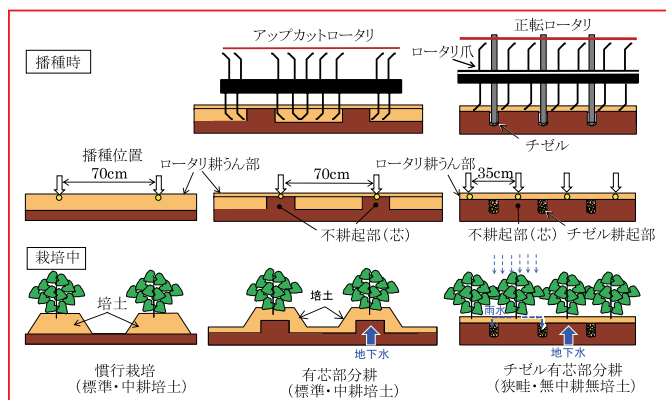 アップカットロータリ
正転ロータリ
播種時
ロータリ爪
チゼル
播種位置
ロータリ耕うん部
ロータリ耕うん部
70cm
70cm
35cm
不耕起部(芯)
不耕起部(芯)
チゼル耕起部
栽培中
培土
培土
雨水
地下水
地下水
慣行栽培
(標準・中耕培土)
有芯部分耕
(標準・中耕培土)
チゼル有芯部分耕
(狭畦・無中耕無培土)